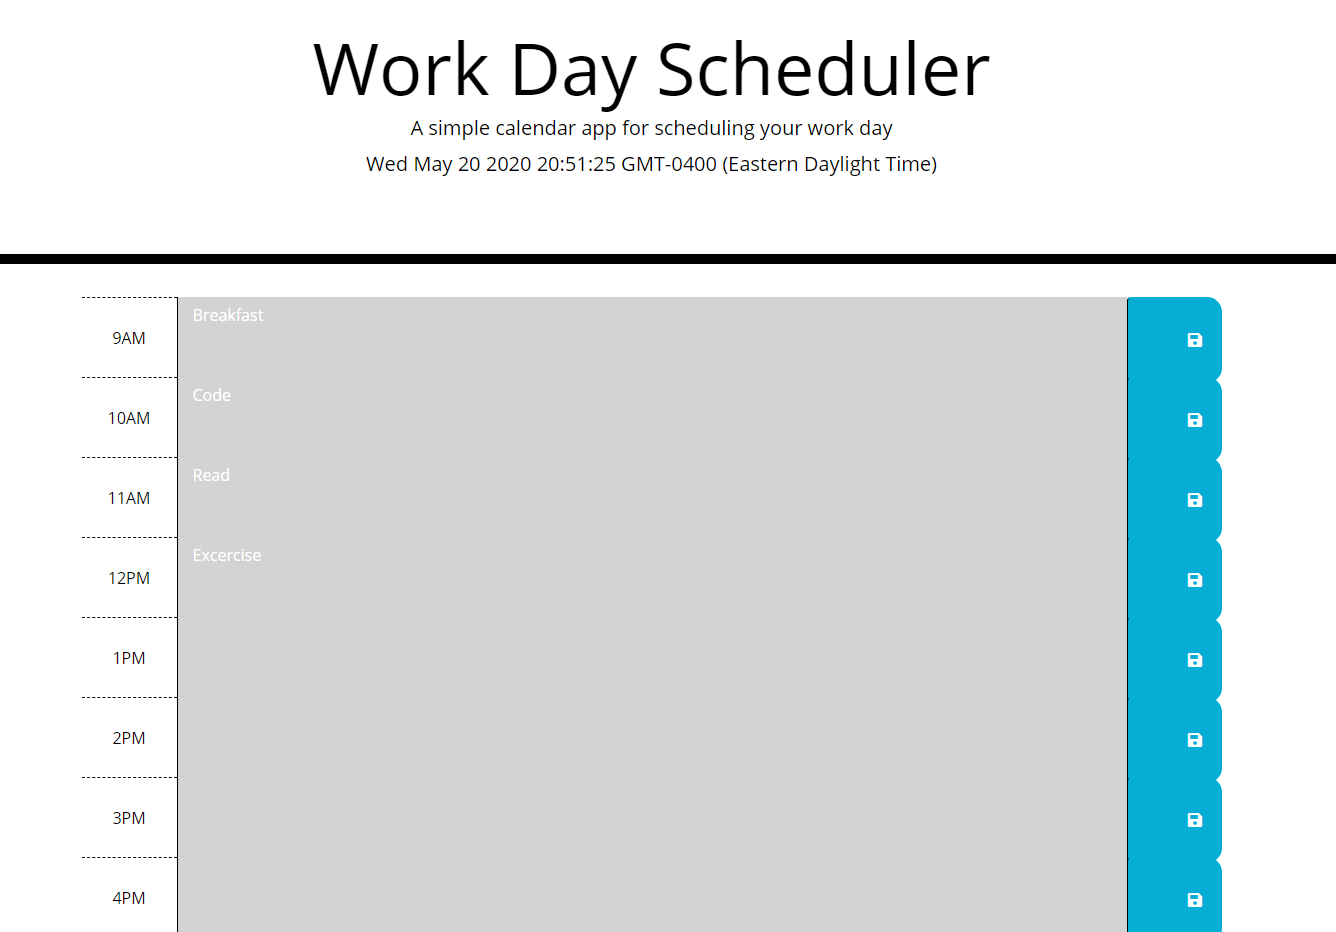 Work Day Scheduler
A simple calendar app for scheduling your work day
Wed May 20 2020 20:51:25 GMT-0400 (Eastern Daylight Time)
9AM
Breakfast
10AM
Code
11AM
Read
12PM
Excercise
1PM
2PM
3PM
4PM